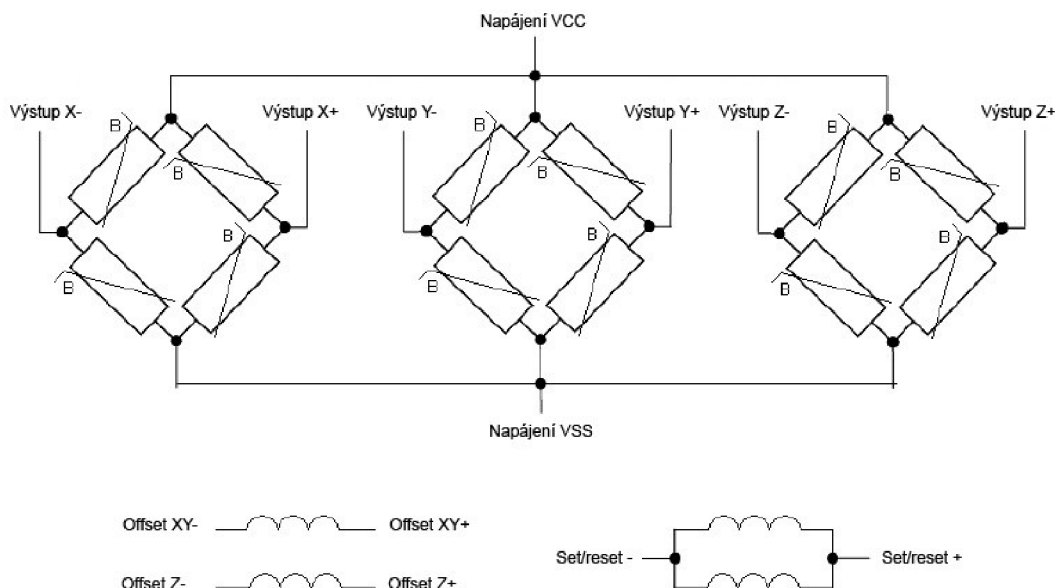 Napájení VCC
Výstup X-
Výstup X+
Výstup Y-
Výstup Y+
Výstup Z-
Výstup Z+
B
B
B
B
B
B
B
B
B
B
B
B
Napájení VSS
Offset XY-
Offset XY+
Set/reset -
Set/reset +
Offset Z-
Offset Z+